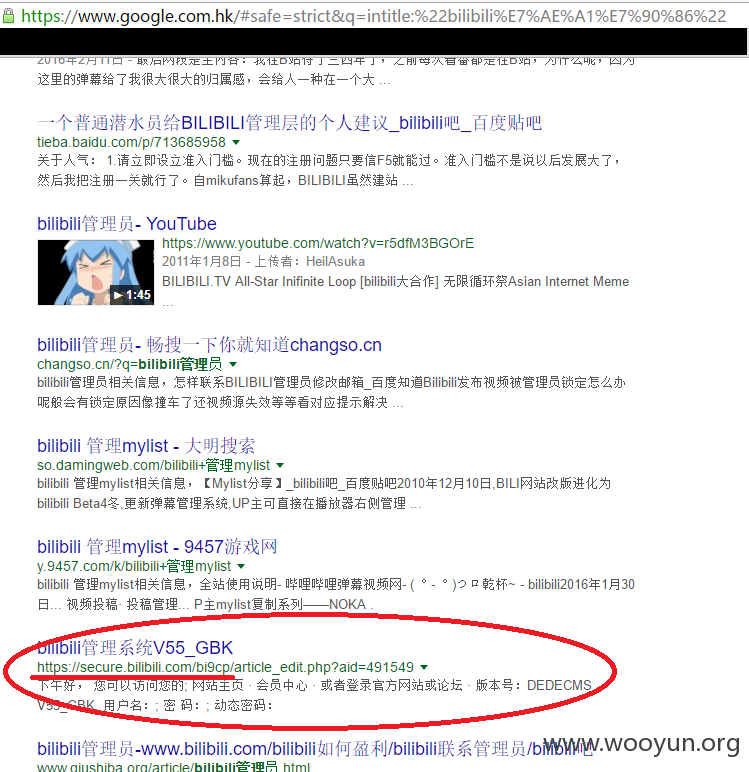 https://www.google.com.hk/#safe=strict&q=intitle:%22bilibili%E7%AE%A1%E7%90%86%22
2016年2月11日 - 最后两段是主内容：我在B站待了三四年了，之前每次看番都是在B站，为什么呢，因为
这里的弹幕给了我很大很大的归属感，会给人一种在一个大 ...
一个普通潜水员给BILIBILI管理层的个人建议_bilibili吧_百度贴吧
tieba.baidu.com/p/713685958
关于人气： 1.请立即设立准入门槛。现在的注册问题只要信F5就能过。准入门槛不是说以后发展大了，
然后我把注册一关就行了。自mikufans算起，BILIBILI虽然建站 ...
bilibili管理员- YouTube
https://www.youtube.com/watch?v=r5dfM3BGOrE
2011年1月8日 - 上传者：HeilAsuka
BILIBILI.TV All-Star Inifinite Loop [bilibili大合作] 无限循环祭Asian Internet Meme
...
1:45
bilibili管理员- 畅搜一下你就知道changso.cn
changso.cn/?q=bilibili管理员
bilibili管理员相关信息，怎样联系BILIBILI管理员修改邮箱_百度知道Bilibili发布视频被管理员锁定怎么办
呢般会有锁定原因像撞车了还视频源失效等等看对应提示解决 ...
bilibili 管理mylist - 大明搜索
so.damingweb.com/bilibili+管理mylist
bilibili 管理mylist相关信息，【Mylist分享】_bilibili吧_百度贴吧2010年12月10日,BILI网站改版进化为
bilibili Beta4冬,更新弹幕管理系统,UP主可直接在播放器右侧管理 ...
bilibili 管理mylist - 9457游戏网
y.9457.com/k/bilibili+管理mylist
bilibili 管理mylist相关信息，全站使用说明- 哔哩哔哩弹幕视频网- ( ゜- ゜)つロ乾杯~ - bilibili2016年1月30
日... 视频投稿· 投稿管理... P主mylist复制系列——NOKA .
bilibili管理系统V55_GBK
https://secure.bilibili.com/bi9cp/article_edit.php?aid=491549
下午好， 您可以访问您的; 网站主页 · 会员中心 · 或者登录官方网站或论坛 · 版本号：DEDECMS
V55_GBK. 用户名：; 密 码：; 动态密码：
bilibili管理员-www.bilibili.com/bilibili如何盈利/bilibili联系管理员/bilibili吧
www.qiushiba.org/article/bilibili管理员.html
www.wooyun.org